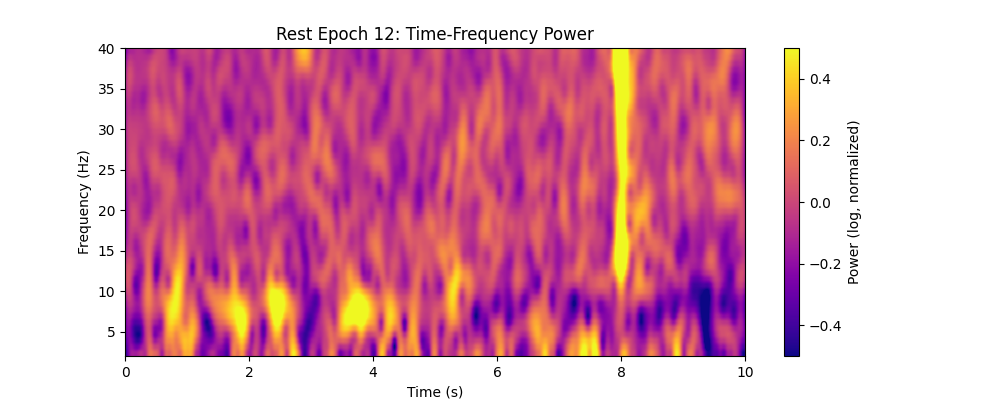 Rest Epoch 12: Time-Frequency Power
40
35
30
25
20
15
10
5
Frequency (Hz)
0 2 4 6 8 10
Time (s)
0.4
0.2
0.0
−0.2
−0.4
Power (log, normalized)